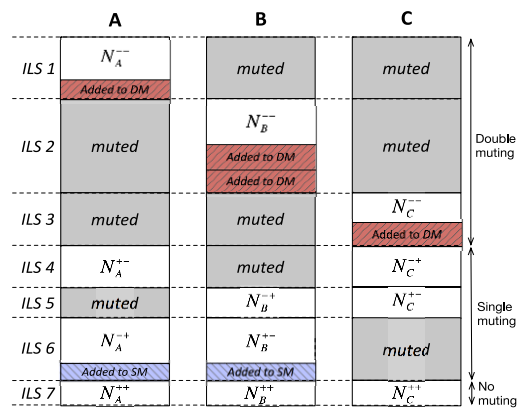 A B C
ILS 1 N_A^{--} muted muted
Added to DM
ILS 2 muted N_B^{--} muted
Added to DM
Added to DM
Double muting
ILS 3 muted muted N_C^{--}
Added to DM
ILS 4 N_A^{+-} muted N_C^{-+}
ILS 5 muted N_B^{-+} N_C^{+-}
Single muting
ILS 6 N_A^{-+} N_B^{+-} muted
Added to SM Added to SM
ILS 7 N_A^{++} N_B^{++} N_C^{++}
No muting